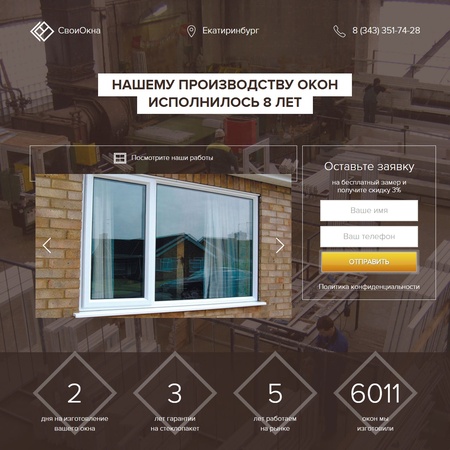 СвоиОкна
Екатиринбург
8 (343) 351-74-28
НАШЕМУ ПРОИЗВОДСТВУ ОКОН
ИСПОЛНИЛОСЬ 8 ЛЕТ
Посмотрите наши работы
Оставьте заявку
на бесплатный замер и
получите скидку 3%
Ваше имя
Ваш телефон
ОТПРАВИТЬ
Политика конфиденциальности
2
дня на изготовление
вашего окна
3
лет гарантии
на стеклопакет
5
лет работаем
на рынке
6011
окон мы
изготовили